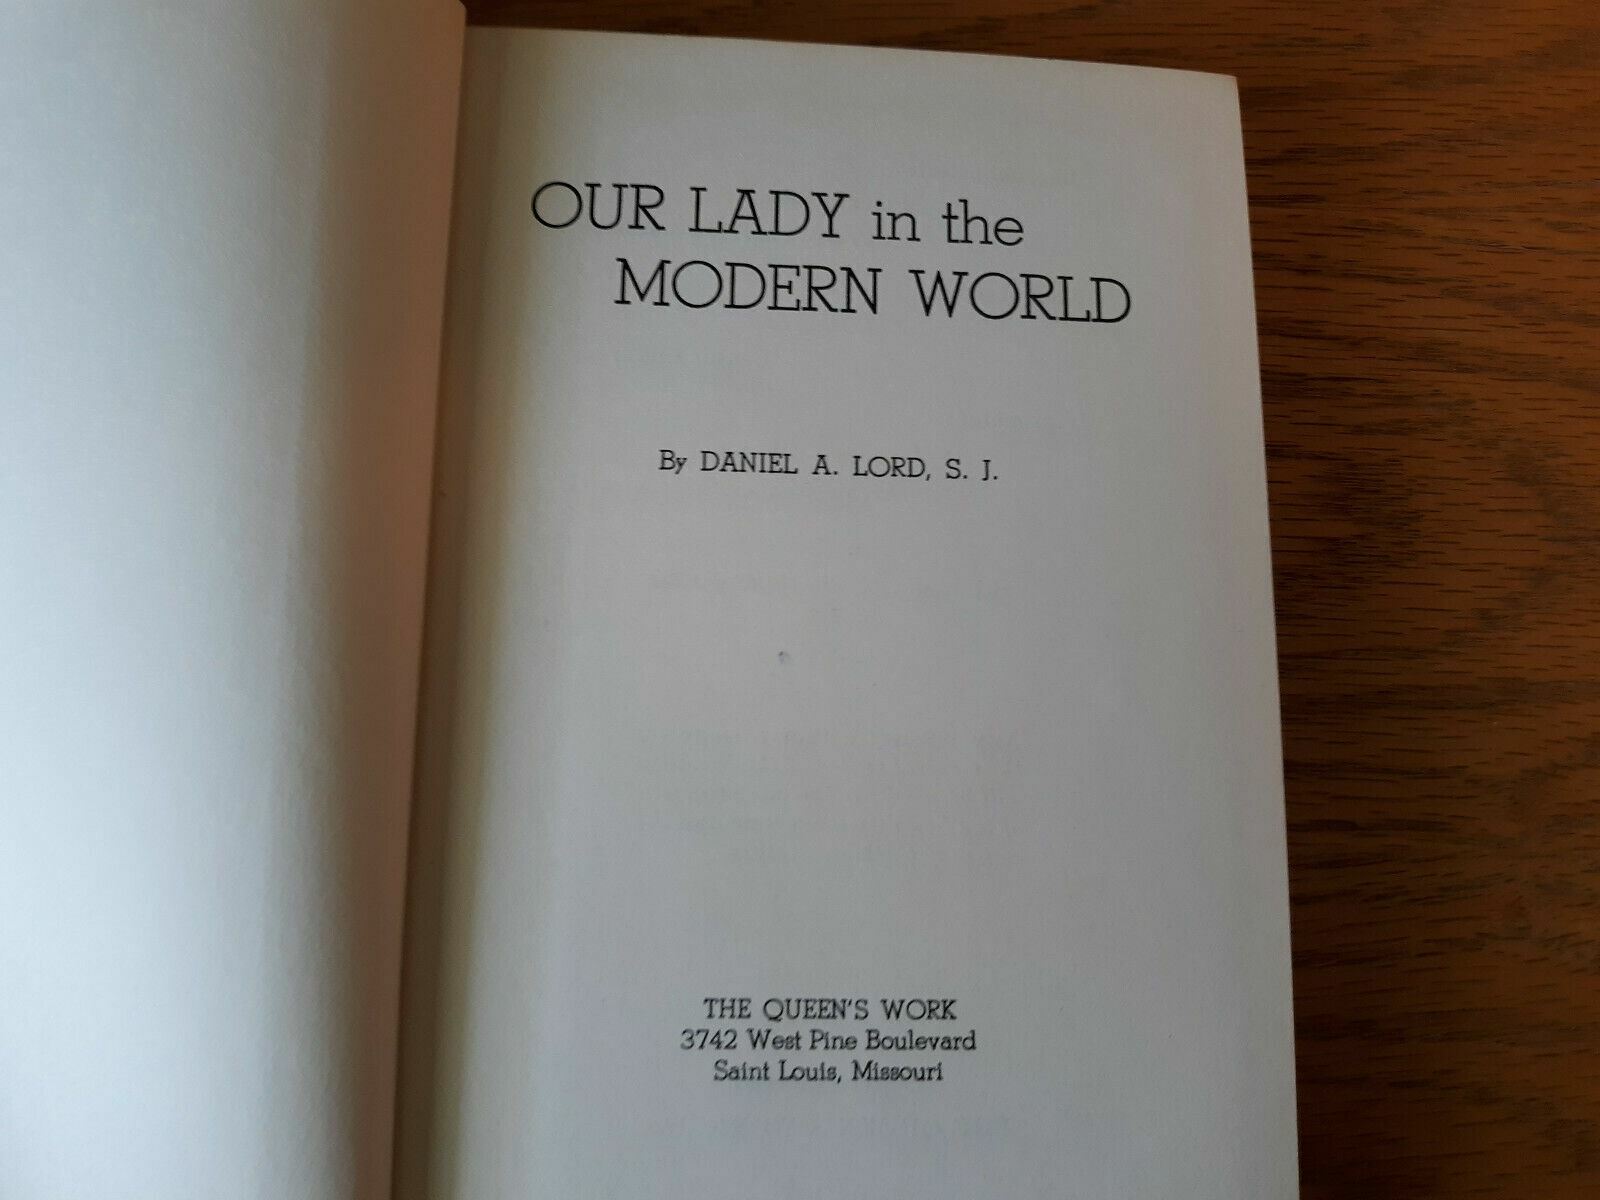 OUR LADY in the
MODERN WORLD
By DANIEL A. LORD, S. J.
THE QUEEN'S WORK
3742 West Pine Boulevard
Saint Louis, Missouri